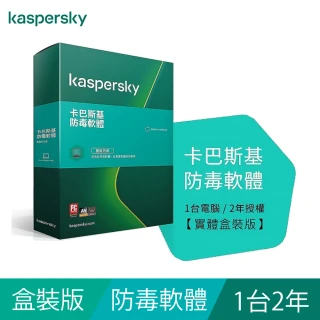 kaspersky
kaspersky
卡巴斯基
防毒軟體
卡巴斯基
防毒軟體
1台電腦 / 2年授權
【實體盒裝版】
盒裝版 防毒軟體 1台2年